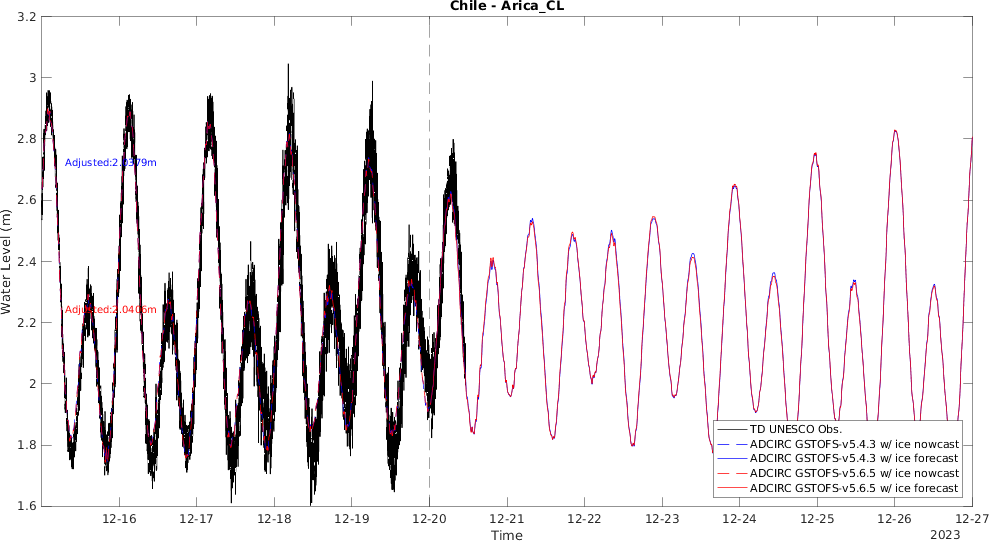 Chile - Arica_CL
3.2
3
2.8
2.6
2.4
2.2
2
1.8
1.6
Water Level (m)
Adjusted:2.0379m
Adjusted:2.0406m
TD UNESCO Obs.
ADCIRC GSTOFS-v5.4.3 w/ ice nowcast
ADCIRC GSTOFS-v5.4.3 w/ ice forecast
ADCIRC GSTOFS-v5.6.5 w/ ice nowcast
ADCIRC GSTOFS-v5.6.5 w/ ice forecast
12-16 12-17 12-18 12-19 12-20 12-21 12-22 12-23 12-24 12-25 12-26 12-27
Time
2023